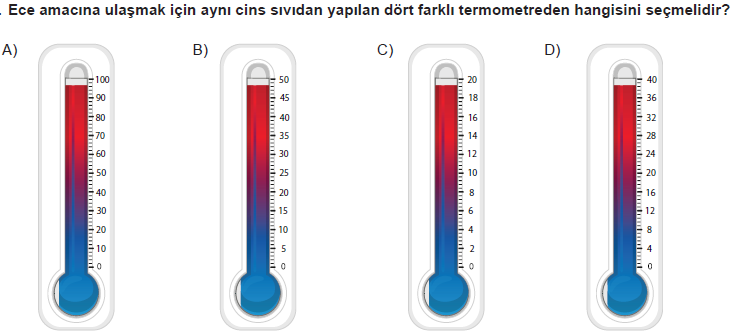 . Ece amacına ulaşmak için aynı cins sıvıdan yapılan dört farklı termometreden hangisini seçmelidir?
A) B) C) D)
100 50 20 40
90 45 18 36
80 40 16 32
70 35 14 28
60 30 12 24
50 25 10 20
40 20 8 16
30 15 6 12
20 10 4 8
10 5 2 4
0 0 0 0